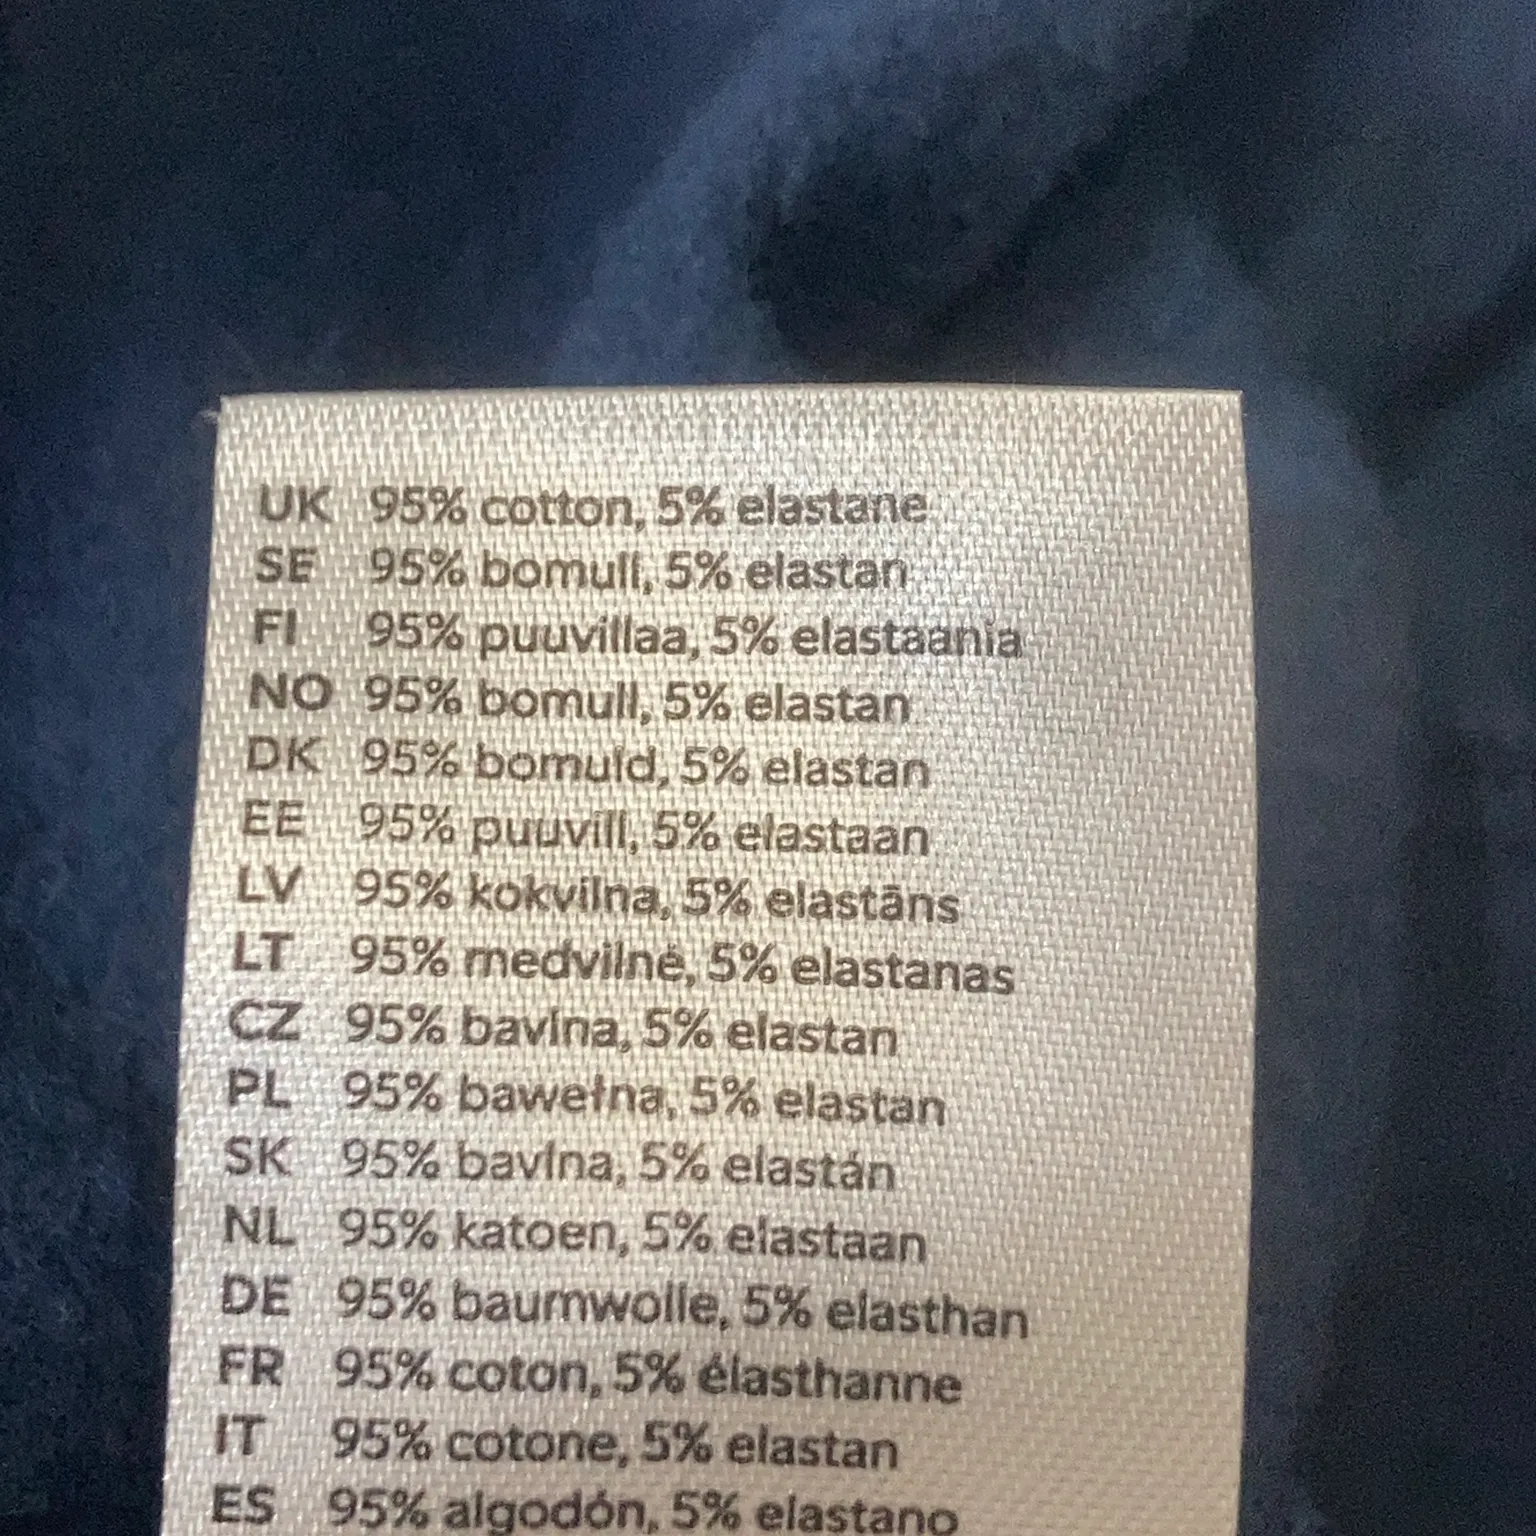 UK 95% cotton, 5% elastane
SE 95% bomull, 5% elastan
FI 95% puuvillaa, 5% elastaania
NO 95% bomull, 5% elastan
DK 95% bomuld, 5% elastan
EE 95% puuvill, 5% elastaan
LV 95% kokvilna, 5% elastāns
LT 95% medvilnė, 5% elastanas
CZ 95% bavlna, 5% elastan
PL 95% bawełna, 5% elastan
SK 95% bavlna, 5% elastán
NL 95% katoen, 5% elastaan
DE 95% baumwolle, 5% elasthan
FR 95% coton, 5% élasthanne
IT 95% cotone, 5% elastan
ES 95% algodón, 5% elastano